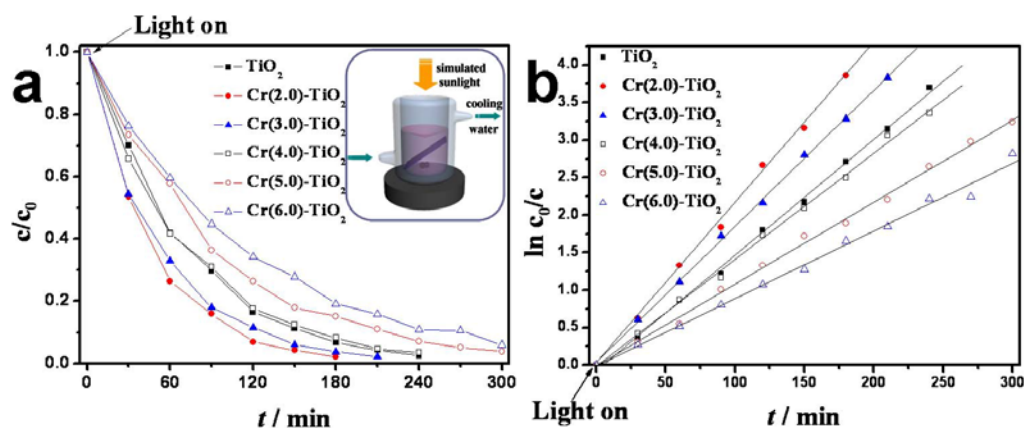 Light on
a
TiO2
Cr(2.0)-TiO2
Cr(3.0)-TiO2
Cr(4.0)-TiO2
Cr(5.0)-TiO2
Cr(6.0)-TiO2
simulated
sunlight
cooling
water
c/c0
1.0
0.8
0.6
0.4
0.2
0.0
0 60 120 180 240 300
t / min
b
TiO2
Cr(2.0)-TiO2
Cr(3.0)-TiO2
Cr(4.0)-TiO2
Cr(5.0)-TiO2
Cr(6.0)-TiO2
ln c0/c
4.0
3.5
3.0
2.5
2.0
1.5
1.0
0.5
0.0
0 50 100 150 200 250 300
Light on
t / min